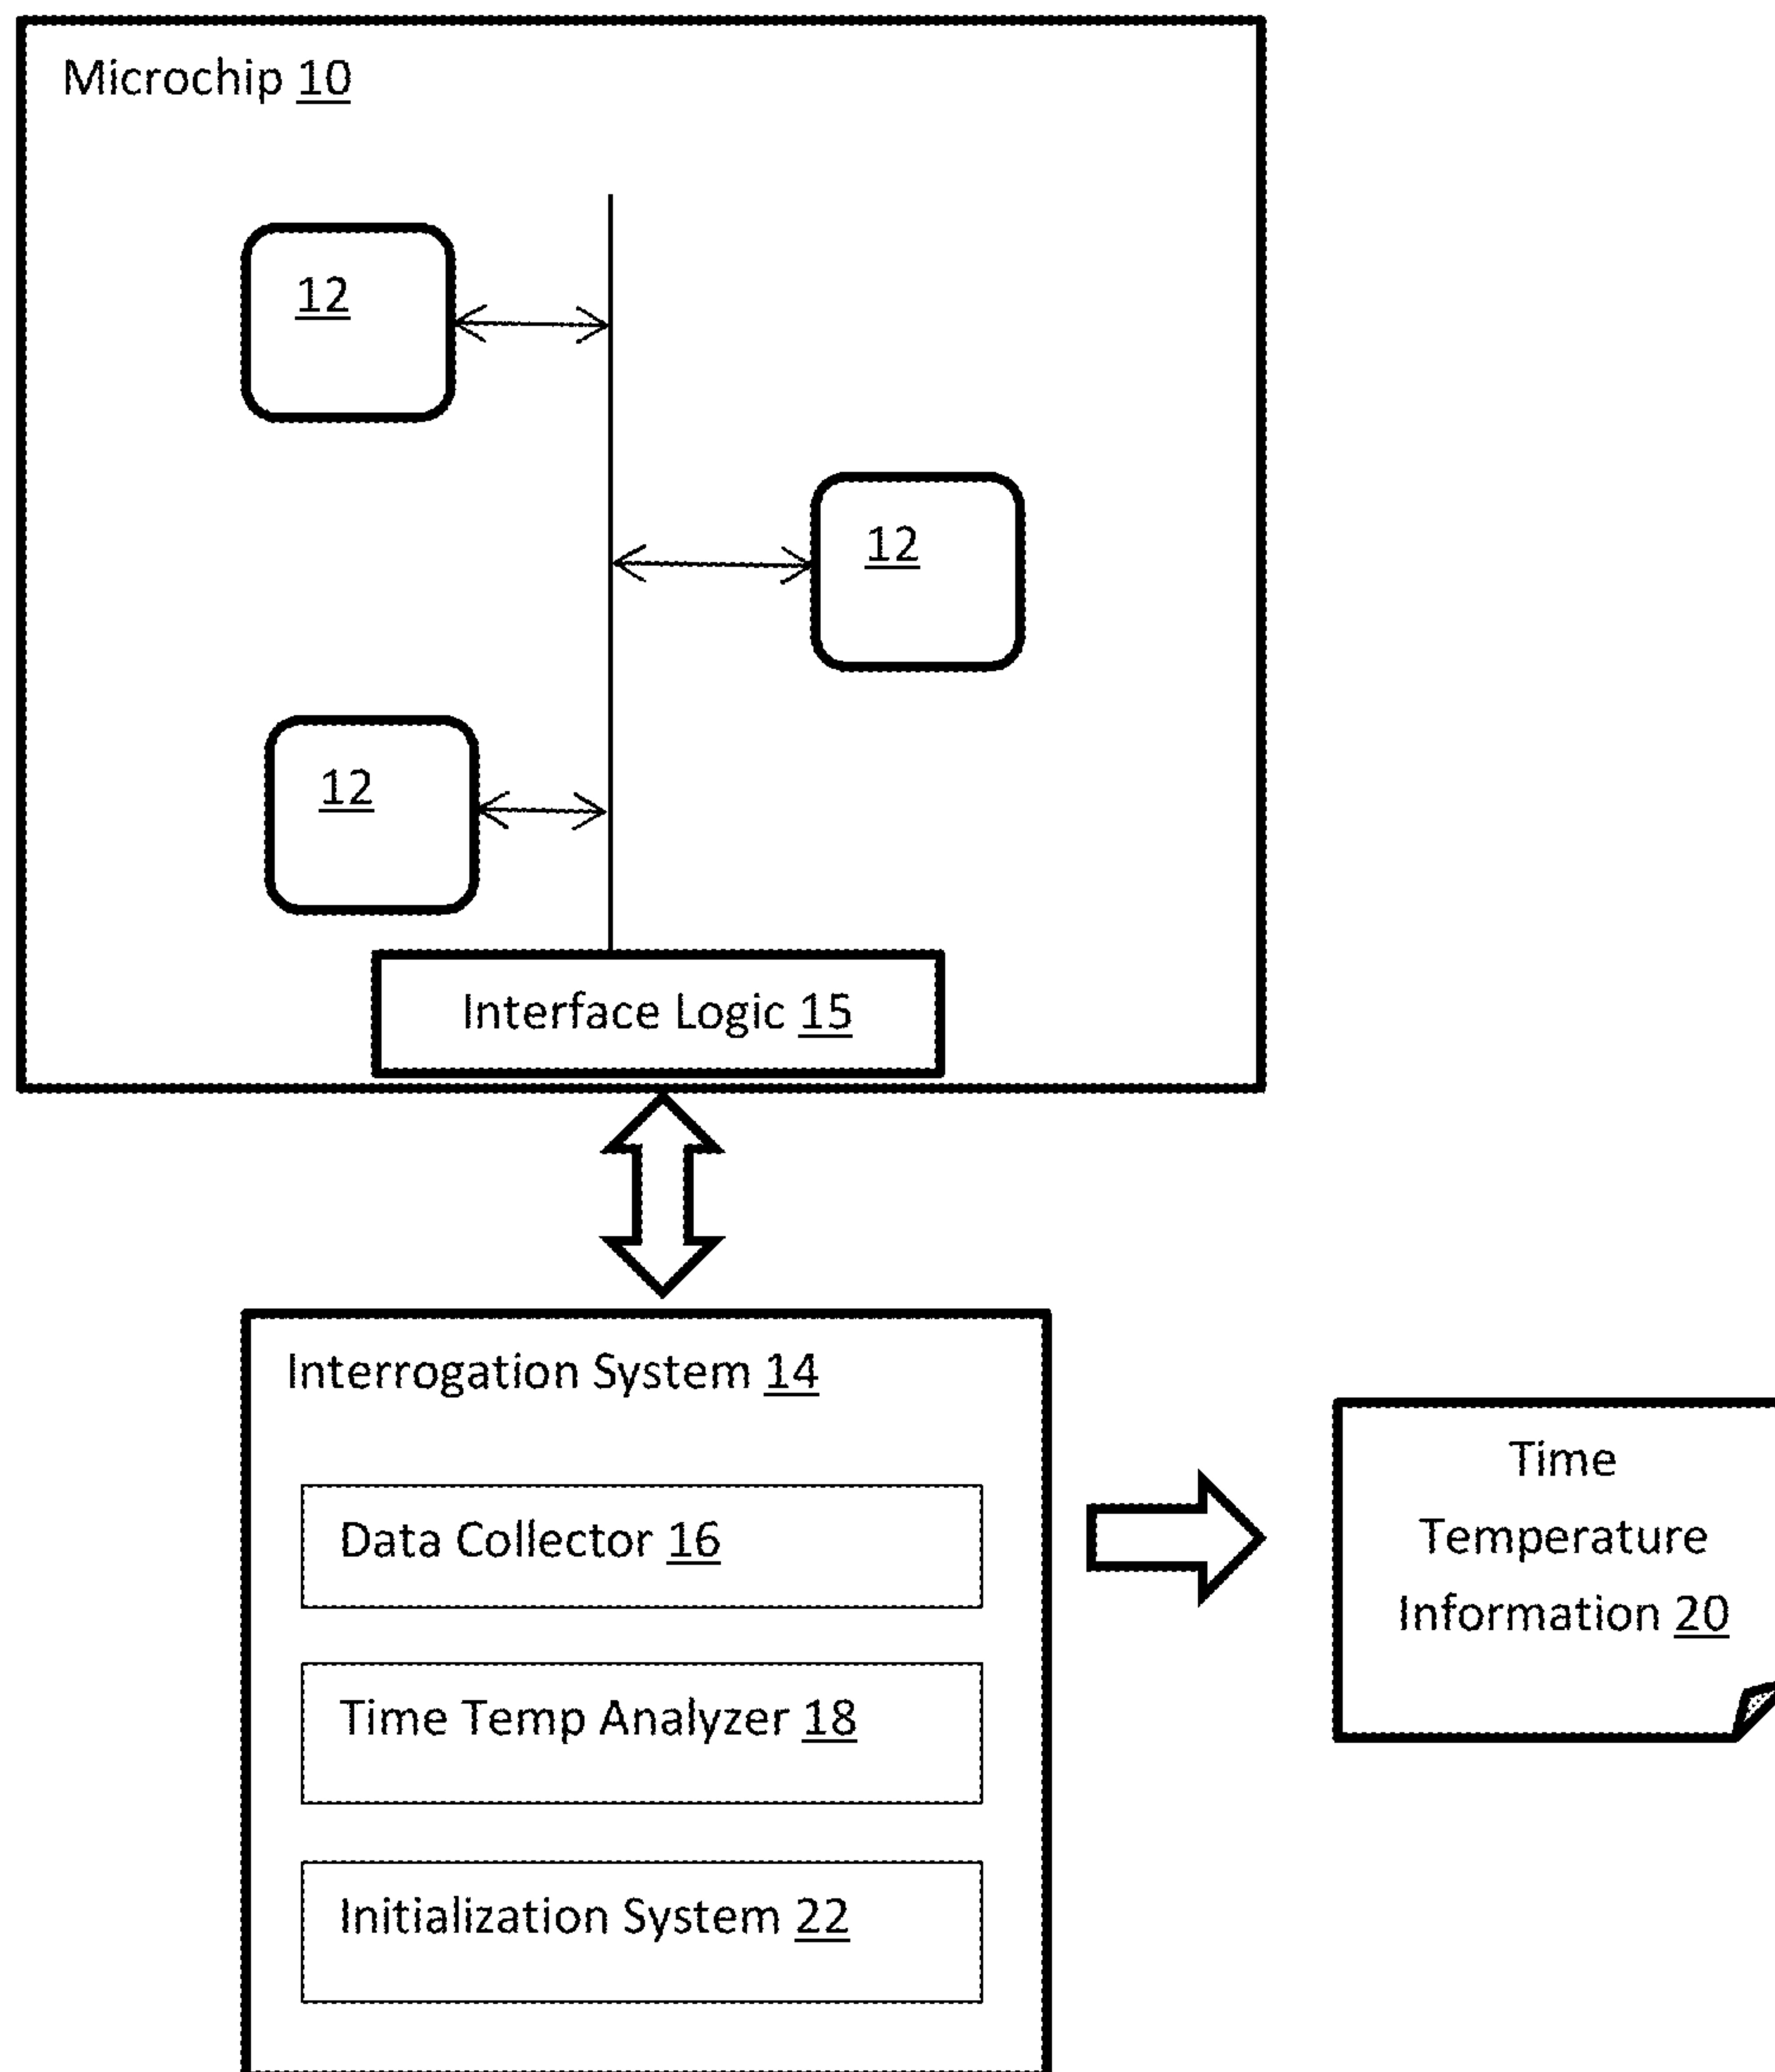 Microchip 10
12
12
12
Interface Logic 15
Interrogation System 14
Data Collector 16
Time Temp Analyzer 18
Initialization System 22
Time
Temperature
Information 20